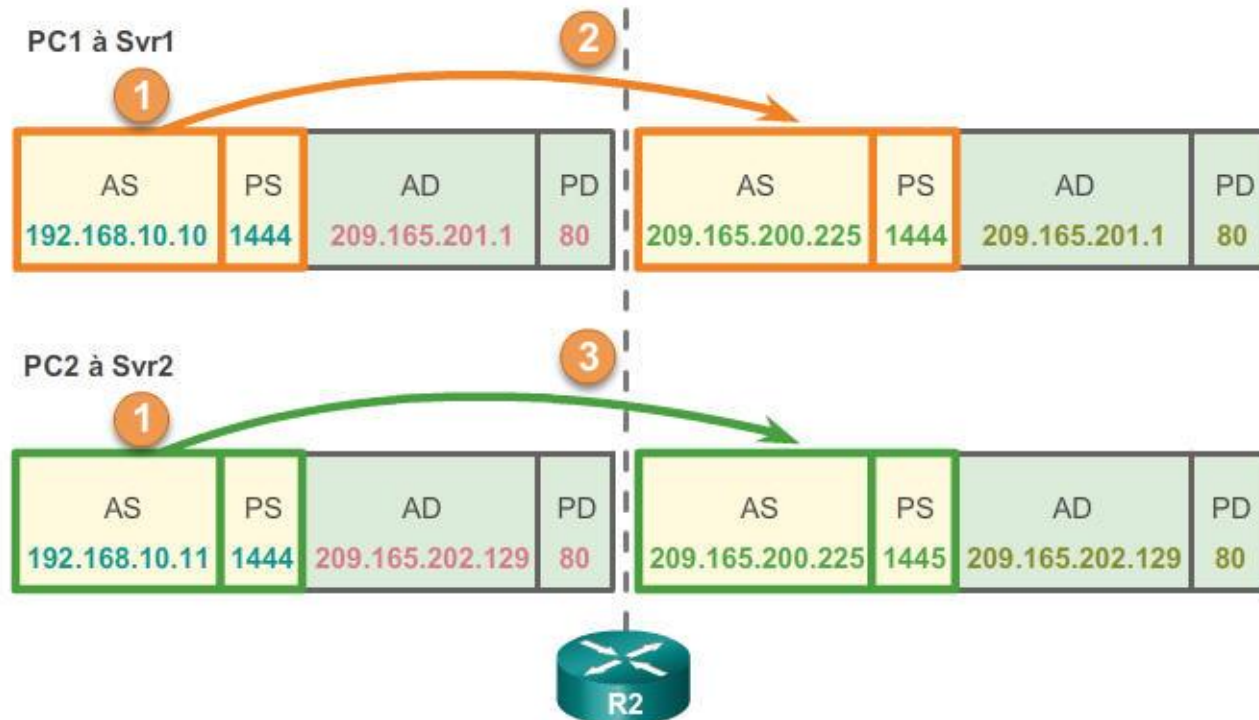 PC1 à Svr1
1
2
AS PS AD PD AS PS AD PD
192.168.10.10 1444 209.165.201.1 80 209.165.200.225 1444 209.165.201.1 80
PC2 à Svr2
1
3
AS PS AD PD AS PS AD PD
192.168.10.11 1444 209.165.202.129 80 209.165.200.225 1445 209.165.202.129 80
R2